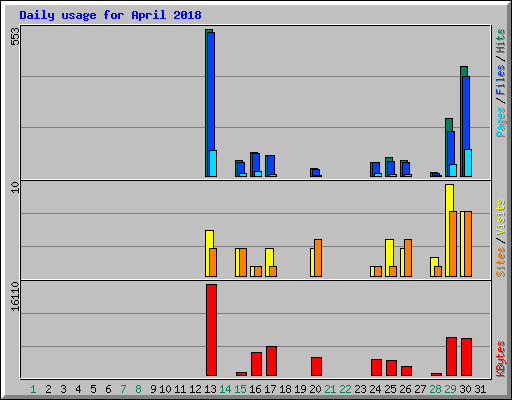 Daily usage for April 2018
553
Pages / Files / Hits
10
Sites / Visits
16110
KBytes
1 2 3 4 5 6 7 8 9 10 11 12 13 14 15 16 17 18 19 20 21 22 23 24 25 26 27 28 29 30 31